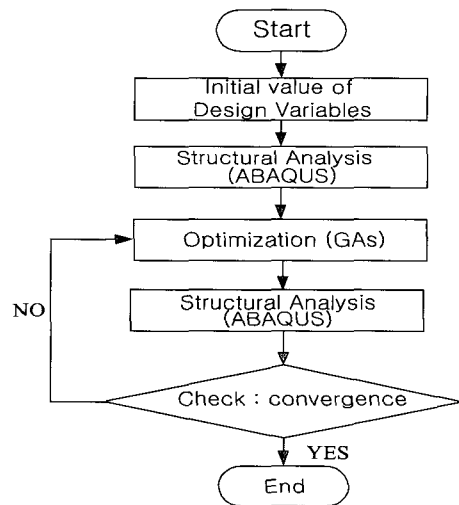 Start
Initial value of
Design Variables
Structural Analysis
(ABAQUS)
Optimization (GAs)
NO
Structural Analysis
(ABAQUS)
Check : convergence
YES
End